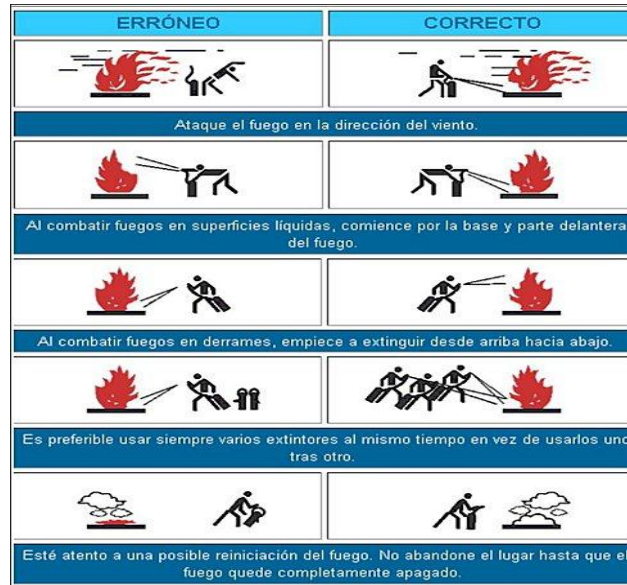 ERRÓNEO
CORRECTO
Ataque el fuego en la dirección del viento.
Al combatir fuegos en superficies líquidas, comience por la base y parte delantera
del fuego.
Al combatir fuegos en derrames, empiece a extinguir desde arriba hacia abajo.
Es preferible usar siempre varios extintores al mismo tiempo en vez de usarlos uno
tras otro.
Esté atento a una posible reiniciación del fuego. No abandone el lugar hasta que el
fuego quede completamente apagado.